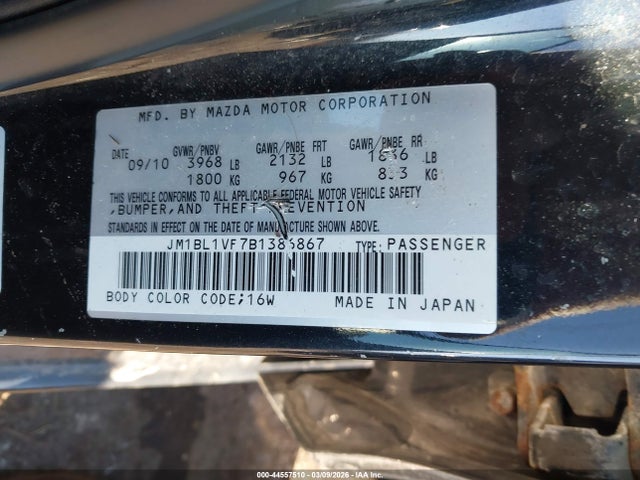 MFD. BY MAZDA MOTOR CORPORATION
DATE GVWR/PNBV GAWR/PNBE FRT GAWR/PNBE RR
09/10 3968 LB 2132 LB LB
1800 KG 967 KG KG
THIS VEHICLE CONFORMS TO ALL APPLICABLE FEDERAL MOTOR VEHICLE SAFETY
,BUMPER,AND THEFT
STANDARDS IN EFFECT ON THE DATE OF MANUFACTURE SHOWN ABOVE.
TYPE: PASSENGER
BODY COLOR CODE;16W MADE IN JAPAN
000-44557510 | 03/09/2026 | IAA Inc.